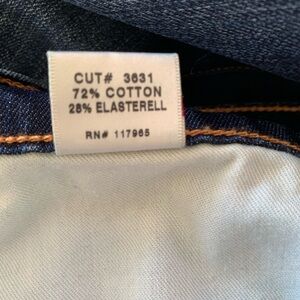 CUT# 3631
72% COTTON
28% ELASTERELL
RN# 117965